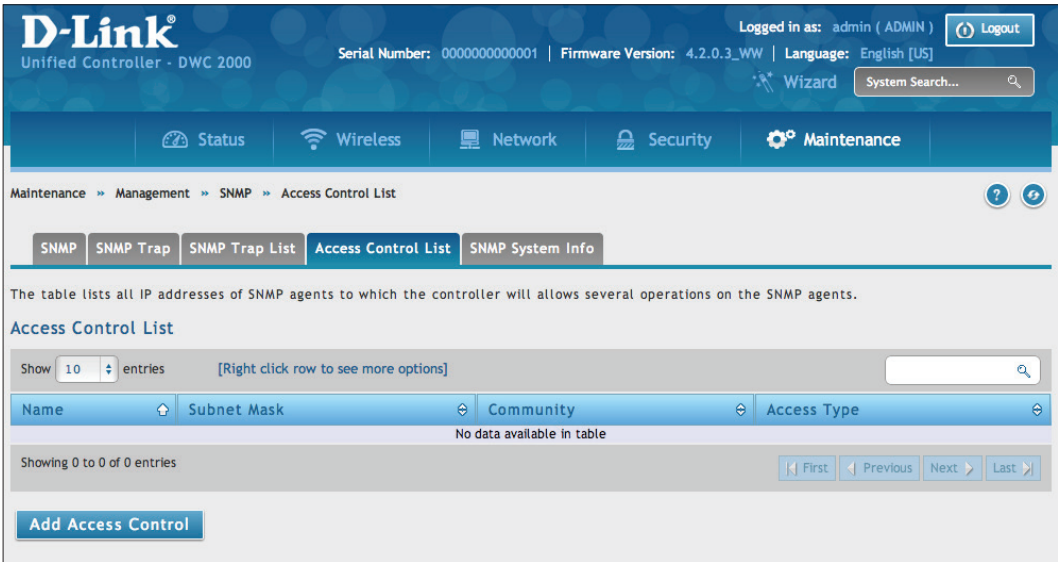 D-Link®
Unified Controller - DWC 2000
Logged in as: admin ( ADMIN ) Logout
Serial Number: 0000000000001 | Firmware Version: 4.2.0.3_WW | Language: English [US]
Wizard System Search...
Status Wireless Network Security Maintenance
Maintenance » Management » SNMP » Access Control List ?
SNMP SNMP Trap SNMP Trap List Access Control List SNMP System Info
The table lists all IP addresses of SNMP agents to which the controller will allows several operations on the SNMP agents.
Access Control List
Show 10 entries [Right click row to see more options]
Name Subnet Mask Community Access Type
No data available in table
Showing 0 to 0 of 0 entries First Previous Next Last
Add Access Control